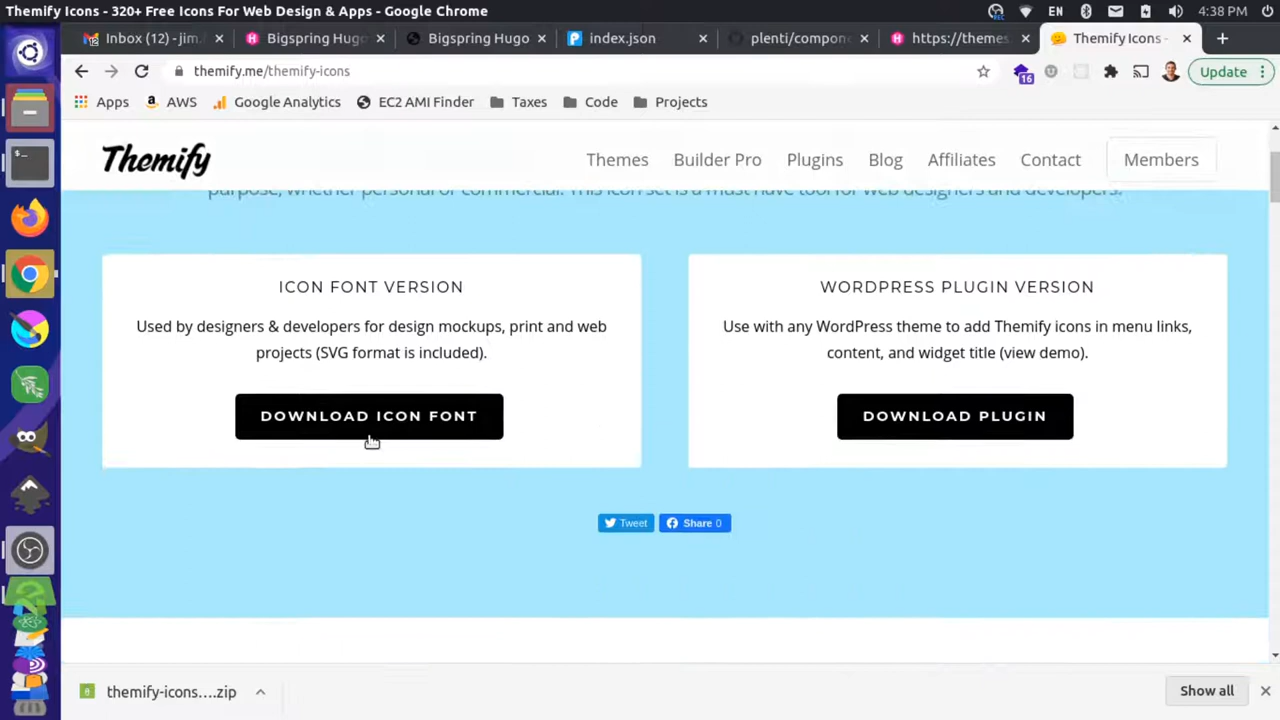 Themify Icons - 320+ Free Icons For Web Design & Apps - Google Chrome
EN
4:38 PM
Inbox (12) - jim.
Bigspring Hugo
Bigspring Hugo
index.json
plenti/compon
https://themes.
Themify Icons -
themify.me/themify-icons
16
Update
Apps
AWS
Google Analytics
EC2 AMI Finder
Taxes
Code
Projects
Themify
Themes
Builder Pro
Plugins
Blog
Affiliates
Contact
Members
purpose, whether personal or commercial. This icon set is a must have tool for web designers and developers.
ICON FONT VERSION
Used by designers & developers for design mockups, print and web
projects (SVG format is included).
DOWNLOAD ICON FONT
WORDPRESS PLUGIN VERSION
Use with any WordPress theme to add Themify icons in menu links,
content, and widget title (view demo).
DOWNLOAD PLUGIN
Tweet
Share 0
themify-icons....zip
Show all